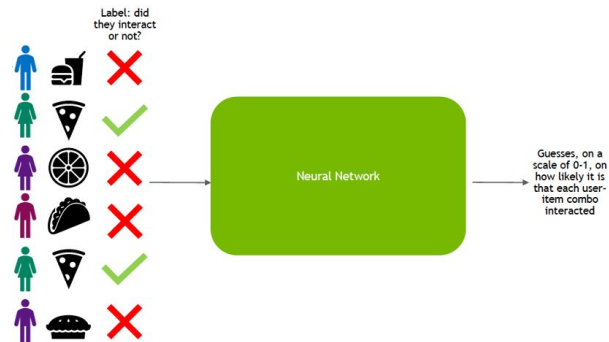 Label: did
they interact
or not?
Neural Network
Guesses, on a
scale of 0-1, on
how likely it is
that each user-
item combo
interacted